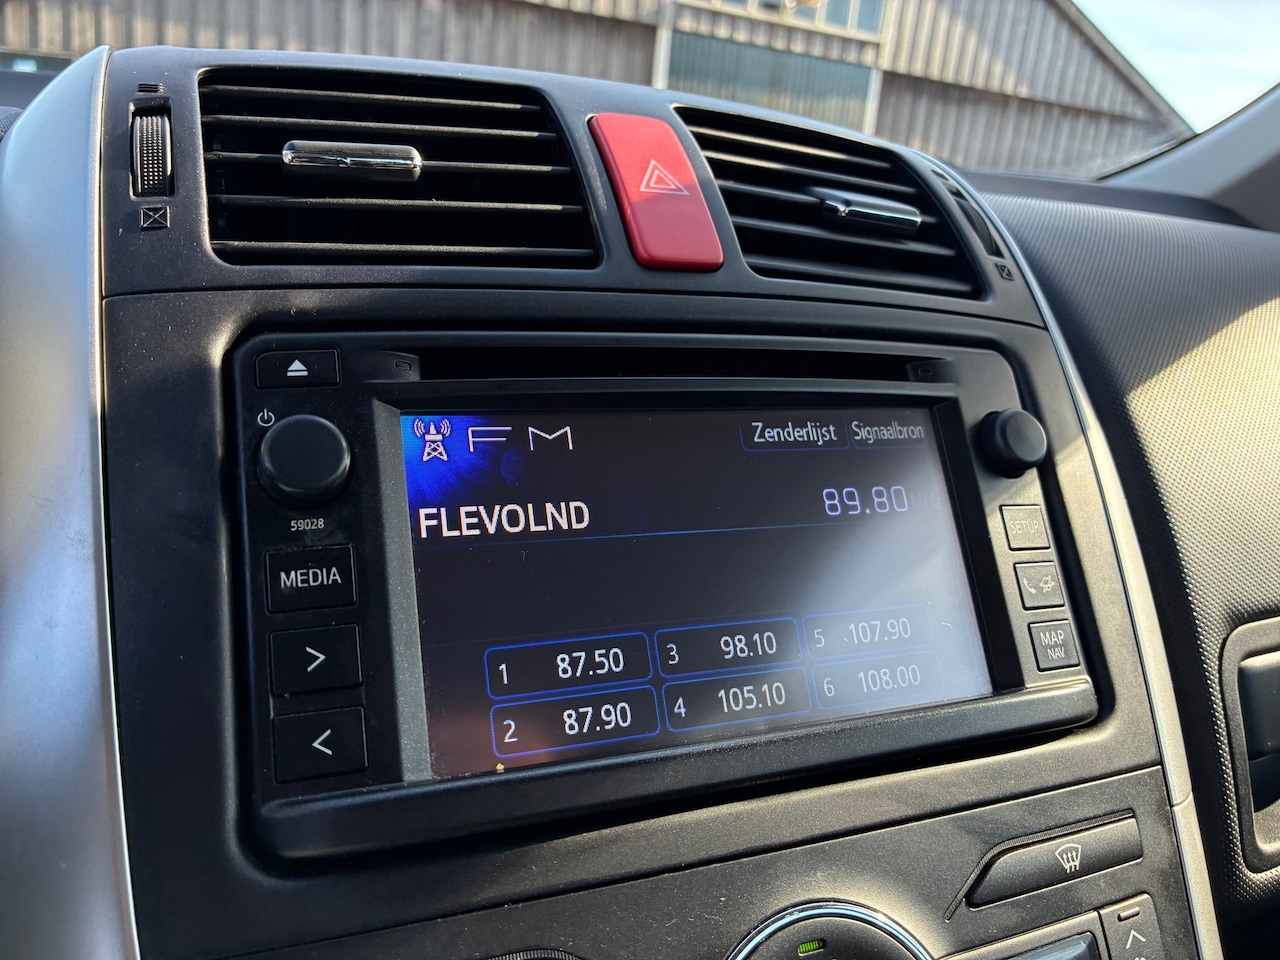 FM
Zenderlijst
Signaalbron
FLEVOLND
89.80 MHz
59028
MEDIA
>
<
SETUP
MAP
NAV
1 87.50
3 98.10
5 107.90
2 87.90
4 105.10
6 108.00